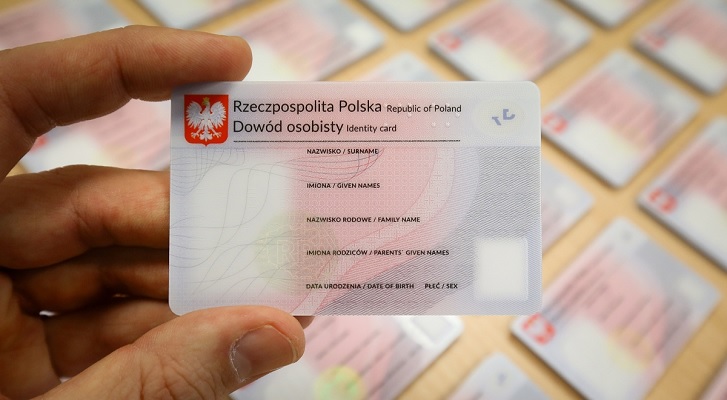 Rzeczpospolita Polska Republic of Poland
Dowód osobisty Identity card
NAZWISKO / SURNAME
IMIONA / GIVEN NAMES
NAZWISKO RODOWE / FAMILY NAME
IMIONA RODZICÓW / PARENTS' GIVEN NAMES
DATA URODZENIA / DATE OF BIRTH PŁEĆ / SEX